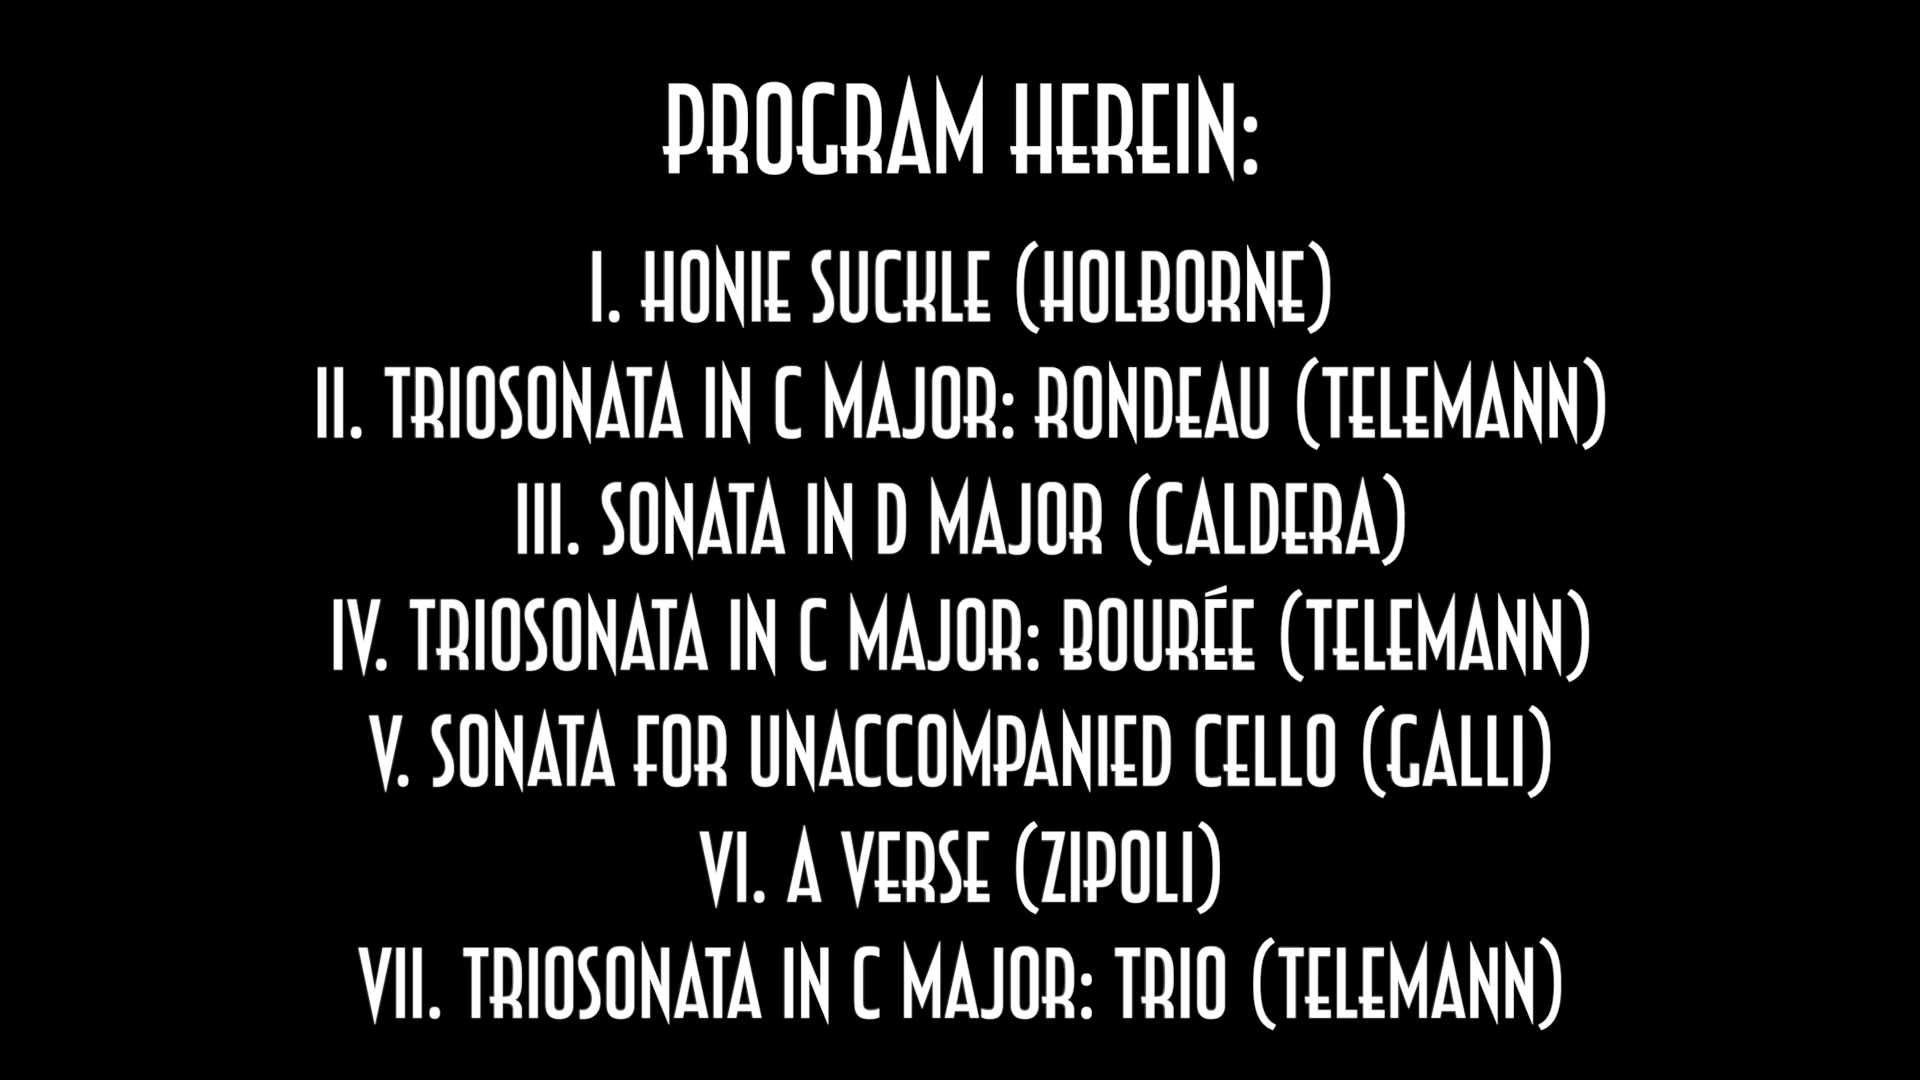 PROGRAM HEREIN:
I. HONIE SUCKLE (HOLBORNE)
II. TRIOSONATA IN C MAJOR: RONDEAU (TELEMANN)
III. SONATA IN D MAJOR (CALDERA)
IV. TRIOSONATA IN C MAJOR: BOURÉE (TELEMANN)
V. SONATA FOR UNACCOMPANIED CELLO (GALLI)
VI. A VERSE (ZIPOLI)
VII. TRIOSONATA IN C MAJOR: TRIO (TELEMANN)